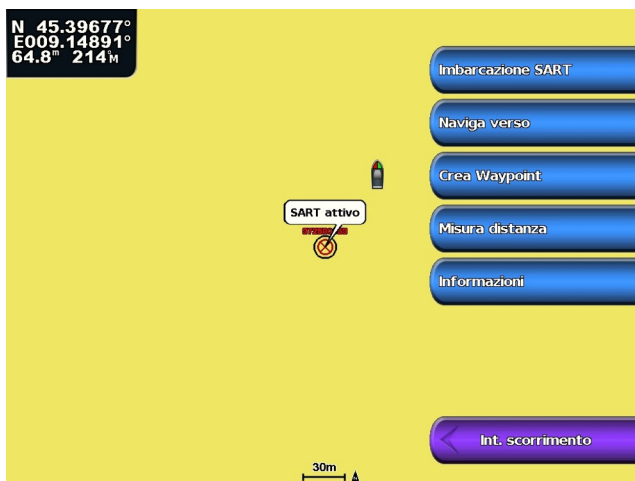 N 45.39677°
E009.14891°
64.8m 214°M
Imbarcazione SART
Naviga verso
Crea Waypoint
SART attivo
Misura distanza
Informazioni
Int. scorrimento
30m